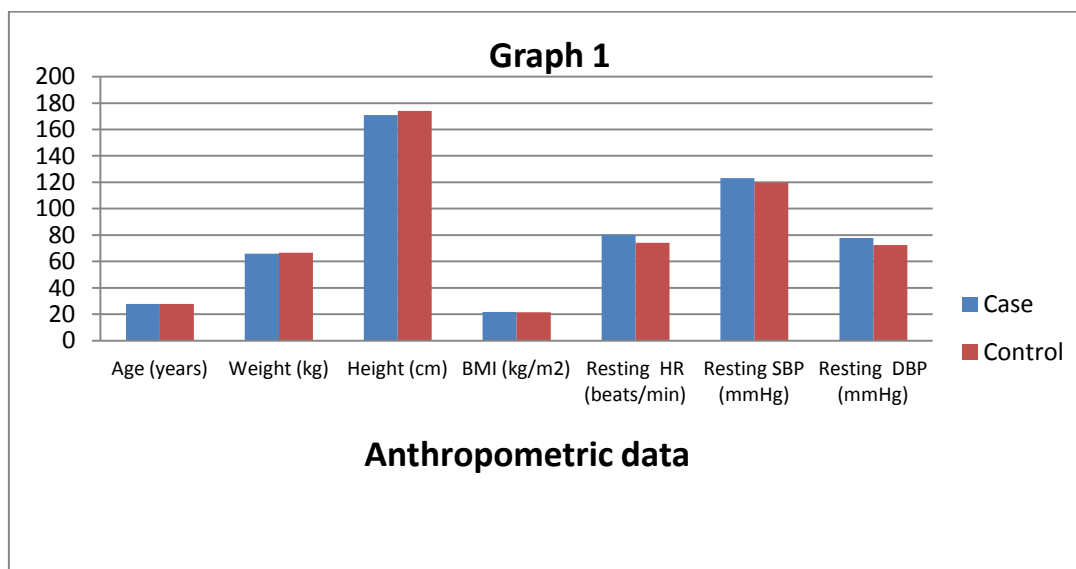 Graph 1
200
180
160
140
120
100
80
60
40
20
0
Age (years) Weight (kg) Height (cm) BMI (kg/m2) Resting HR (beats/min) Resting SBP (mmHg) Resting DBP (mmHg)
Case
Control
Anthropometric data